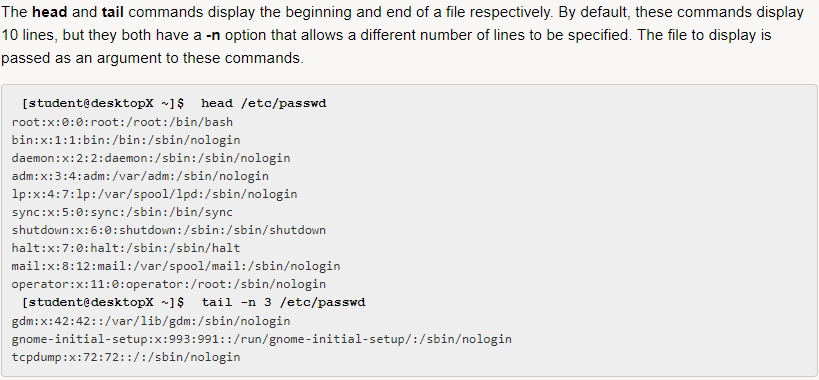 The head and tail commands display the beginning and end of a file respectively. By default, these commands display
10 lines, but they both have a -n option that allows a different number of lines to be specified. The file to display is
passed as an argument to these commands.
[student@desktopX ~]$ head /etc/passwd
root:x:0:0:root:/root:/bin/bash
bin:x:1:1:bin:/bin:/sbin/nologin
daemon:x:2:2:daemon:/sbin:/sbin/nologin
adm:x:3:4:adm:/var/adm:/sbin/nologin
lp:x:4:7:lp:/var/spool/lpd:/sbin/nologin
sync:x:5:0:sync:/sbin:/bin/sync
shutdown:x:6:0:shutdown:/sbin:/sbin/shutdown
halt:x:7:0:halt:/sbin:/sbin/halt
mail:x:8:12:mail:/var/spool/mail:/sbin/nologin
operator:x:11:0:operator:/root:/sbin/nologin
[student@desktopX ~]$ tail -n 3 /etc/passwd
gdm:x:42:42::/var/lib/gdm:/sbin/nologin
gnome-initial-setup:x:993:991::/run/gnome-initial-setup/:/sbin/nologin
tcpdump:x:72:72::/:/sbin/nologin